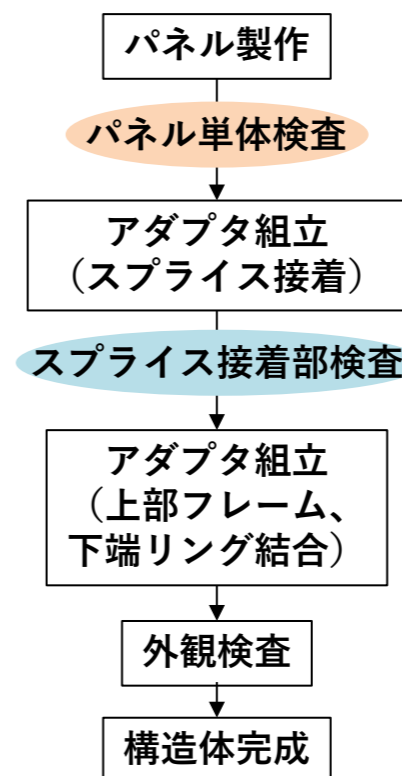 パネル製作
パネル単体検査
アダプタ組立
（スプライス接着）
スプライス接着部検査
アダプタ組立
（上部フレーム、
下端リング結合）
外観検査
構造体完成